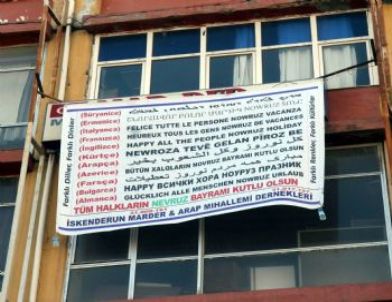 (Süryanice)
(Ermenice)
(İtalyanca) FELICE TUTTE LE PERSONE NOWRUZ VACANZA
(Fransızca) HEUREUX TOUS LES GENS NOWRUZ DE VACANCES
(İngilizce) HAPPY ALL THE PEOPLE NOWRUZ HOLIDAY
(Kürtçe) NEWROZA TEVÊ GELAN PİROZ BE
(Arapça)
(Azerice) BÜTÜN XALQLARIN NOVRUZ BAYRAMI KUTLU OLSUN
(Farsça)
(Bulgarca) HAPPY ВСИЧКИ ХОРА НОУРУЗ ПРАЗНИК
(Almanca) GLÜCKLICH ALLE MENSCHEN NOWRUZ URLAUB
TÜM HALKLARIN NEVRUZ BAYRAMI KUTLU OLSUN
İSKENDERUN MARDER & ARAP MIHALLEMİ DERNEKLERİ
Farklı Diller, Farklı Dinler
Farklı Renkler, Farklı Kültürler